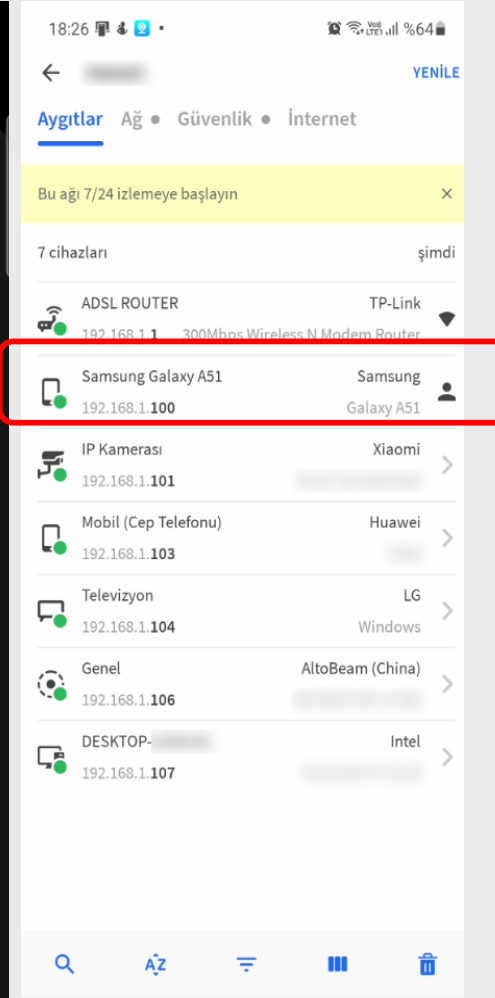 18:26 Vo) LTE1 %64
YENİLE
Aygıtlar Ağ Güvenlik İnternet
Bu ağı 7/24 izlemeye başlayın
7 cihazları şimdi
ADSL ROUTER TP-Link
192.168.1.1 300Mbps Wireless N Modem Router
Samsung Galaxy A51 Samsung
192.168.1.100 Galaxy A51
IP Kamerası Xiaomi
192.168.1.101
Mobil (Cep Telefonu) Huawei
192.168.1.103
Televizyon LG
192.168.1.104 Windows
Genel AltoBeam (China)
192.168.1.106
DESKTOP- Intel
192.168.1.107
AZ